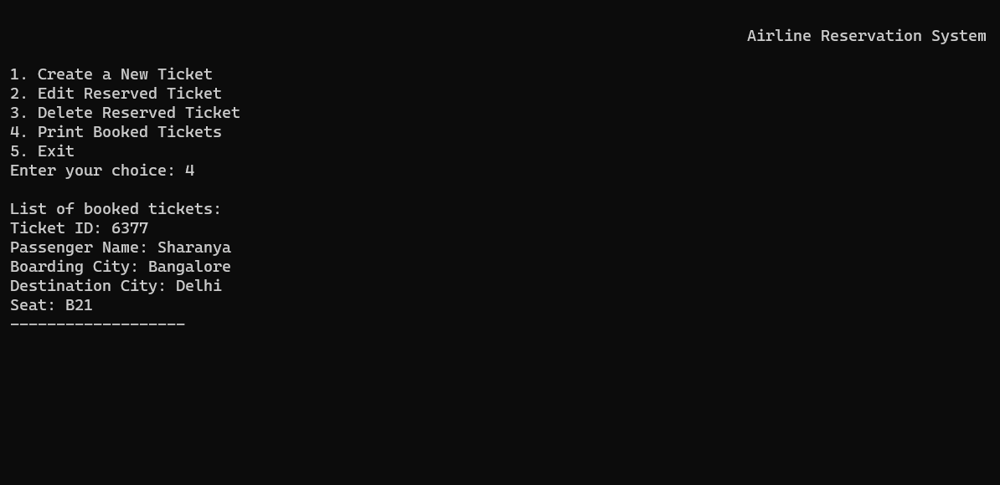 Airline Reservation System
1. Create a New Ticket
2. Edit Reserved Ticket
3. Delete Reserved Ticket
4. Print Booked Tickets
5. Exit
Enter your choice: 4
List of booked tickets:
Ticket ID: 6377
Passenger Name: Sharanya
Boarding City: Bangalore
Destination City: Delhi
Seat: B21
-------------------